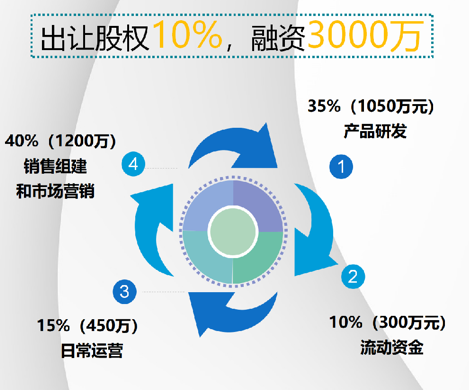 出让股权10%，融资3000万
35%（1050万元）
产品研发
1
40%（1200万）
销售组建
和市场营销
4
3
15%（450万）
日常运营
2
10%（300万元）
流动资金